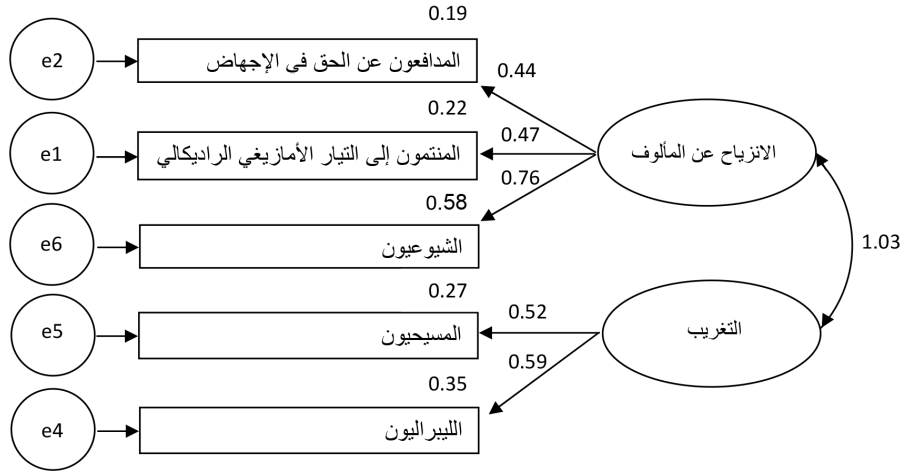 0.19
e2
المدافعون عن الحق فى الإجهاض
0.44
0.22
e1
المنتمون إلى التيار الأمازيغي الراديكالي
0.47
الانزياح عن المألوف
0.76
0.58
e6
الشيوعيون
1.03
0.27
e5
المسيحيون
0.52
التغريب
0.59
0.35
e4
الليبراليون